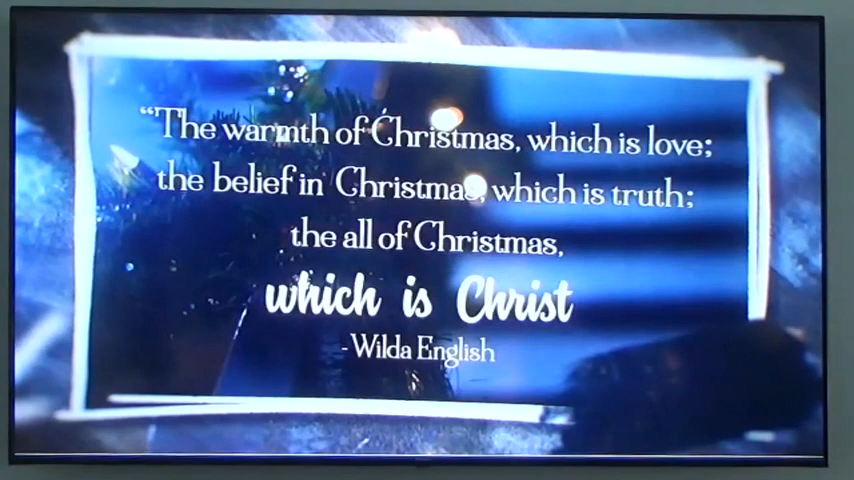 “The warmth of Christmas, which is love;
the belief in Christmas, which is truth;
the all of Christmas,
which is Christ
-Wilda English